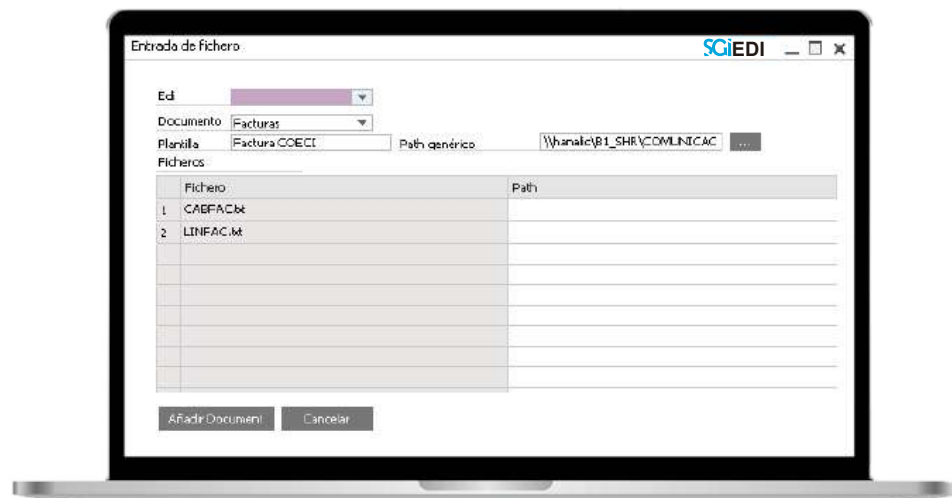 Entrada de fichero SGiEDI
Edi
Documento Facturas
Plantilla Factura COECI Path genérico \\hanalic\B1_SHR\COMUNICAC ...
Ficheros
Fichero Path
1 CABFAC.txt
2 LINFAC.txt
Añadir Document Cancelar